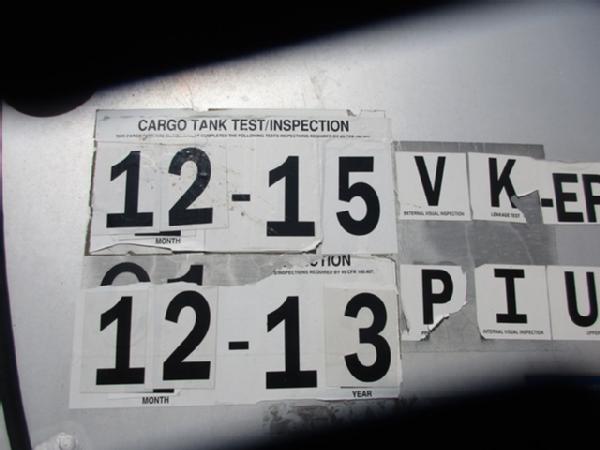 CARGO TANK TEST/INSPECTION
12-15 V K-EP
INTERNAL VISUAL INSPECTION LEAKAGE TEST
MONTH
12-13 P I U
INTERNAL VISUAL INSPECTION
MONTH YEAR